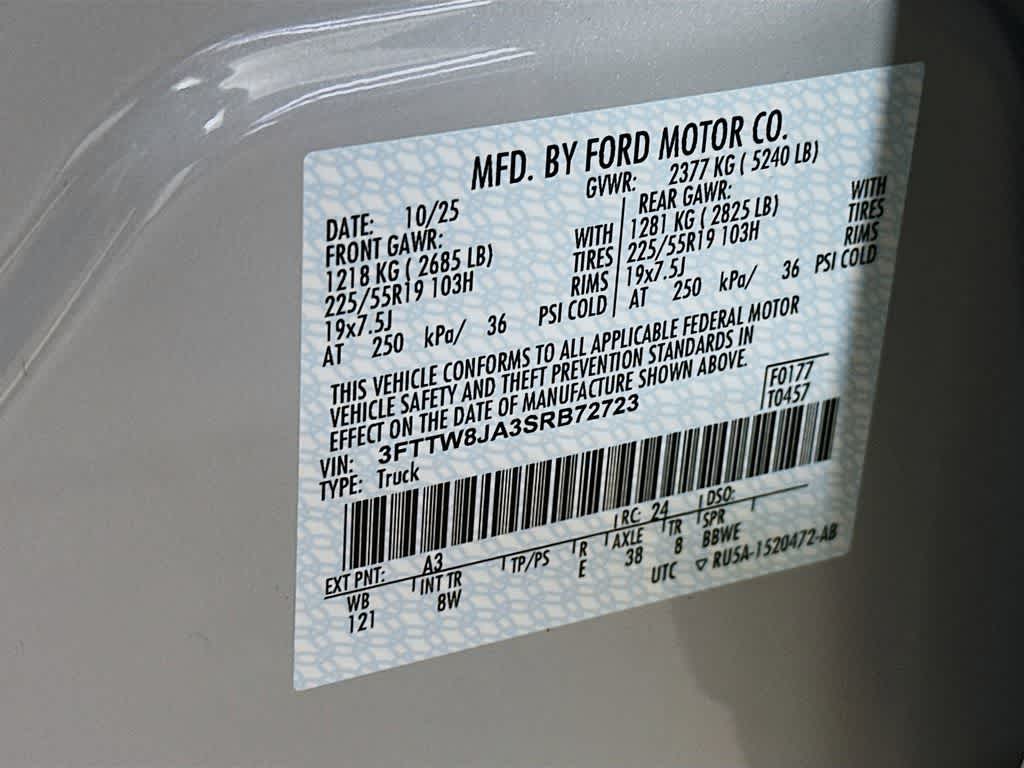 MFD. BY FORD MOTOR CO.
DATE: 10/25 GVWR: 2377 KG ( 5240 LB)
FRONT GAWR: REAR GAWR:
1218 KG ( 2685 LB) WITH 1281 KG ( 2825 LB) WITH
225/55R19 103H TIRES 225/55R19 103H TIRES
19x7.5J RIMS 19x7.5J RIMS
AT 250 kPa/ 36 PSI COLD AT 250 kPa/ 36 PSI COLD
THIS VEHICLE CONFORMS TO ALL APPLICABLE FEDERAL MOTOR
VEHICLE SAFETY AND THEFT PREVENTION STANDARDS IN
EFFECT ON THE DATE OF MANUFACTURE SHOWN ABOVE.
F0177
VIN: 3FTTW8JA3SRB72723 T0457
TYPE: Truck
EXT PNT: A3 RC: 24 DSO:
WB INT TR TP/PS R AXLE TR SPR
121 8W E 38 8 BBWE
UTC ▽ RU5A-1520472-AB